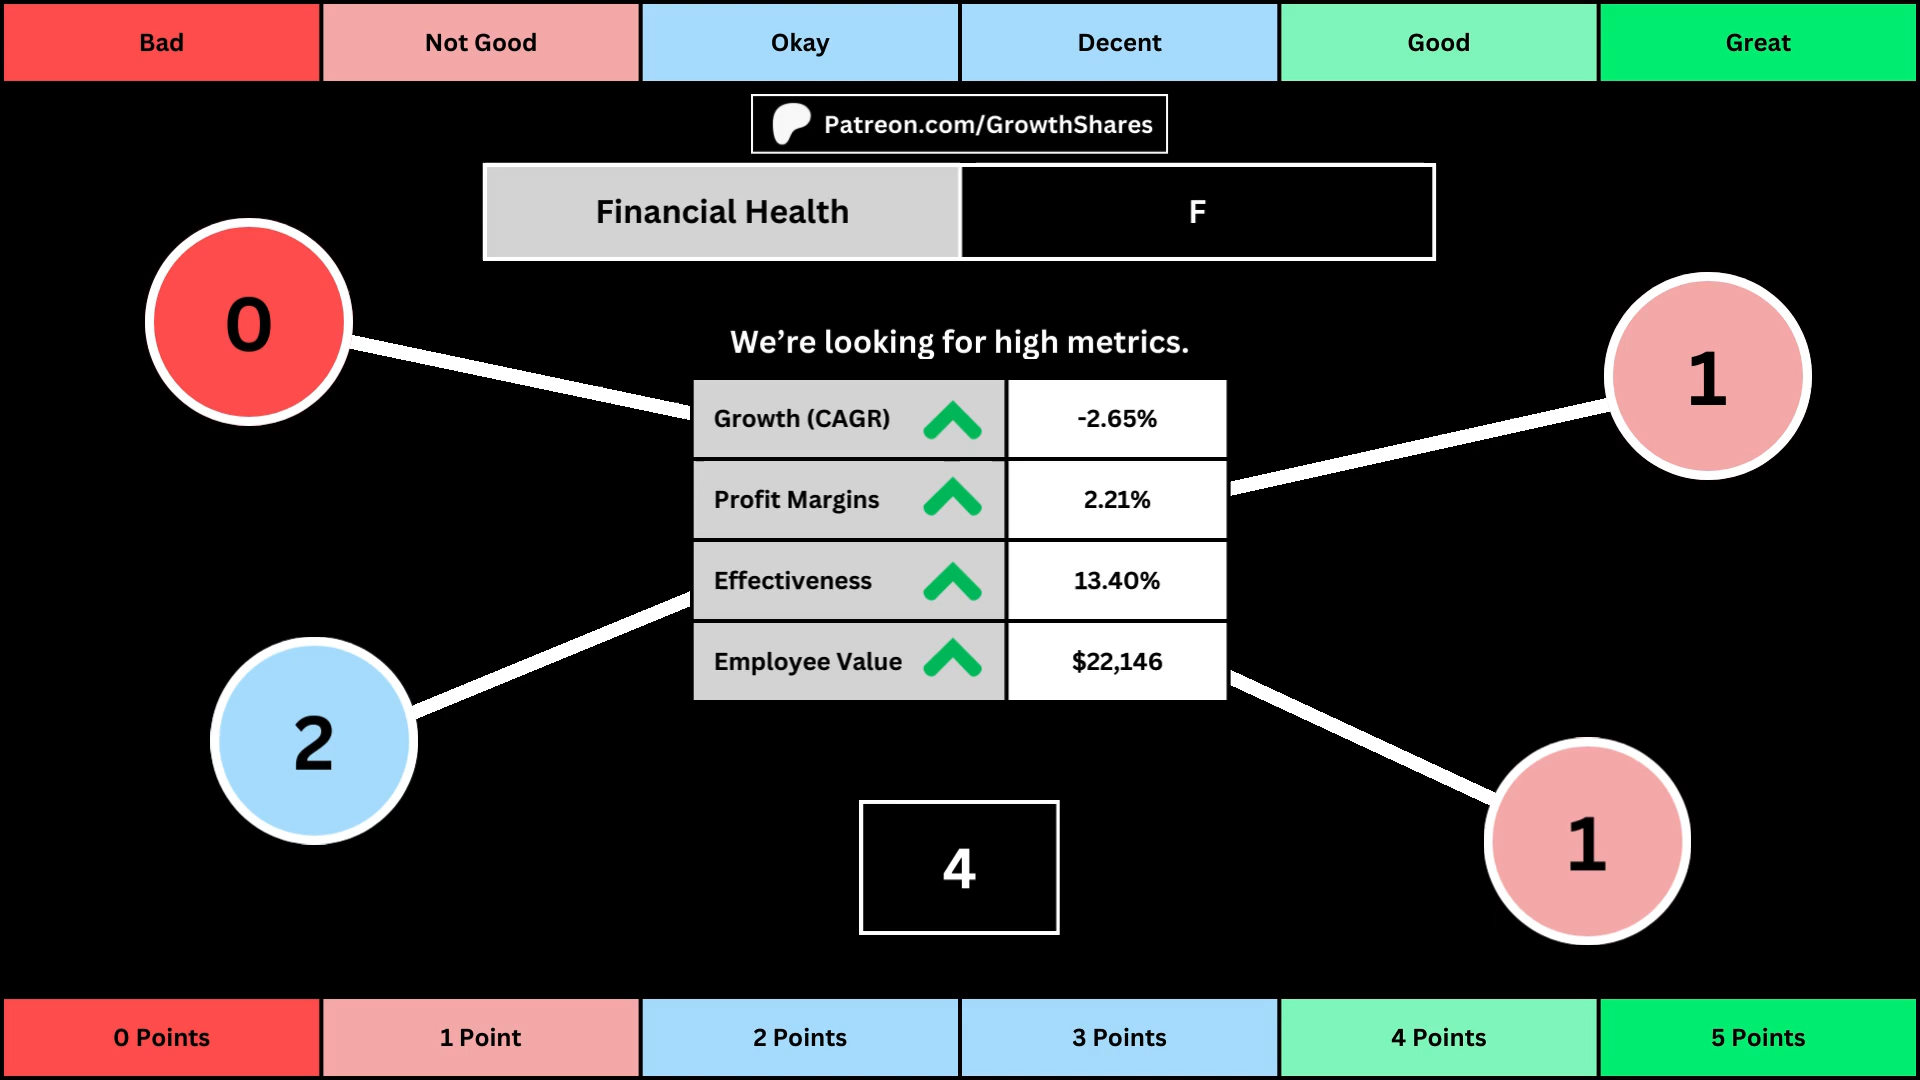 Bad Not Good Okay Decent Good Great
Patreon.com/GrowthShares
Financial Health F
0
1
We’re looking for high metrics.
Growth (CAGR) -2.65%
Profit Margins 2.21%
Effectiveness 13.40%
Employee Value $22,146
2
1
4
0 Points 1 Point 2 Points 3 Points 4 Points 5 Points